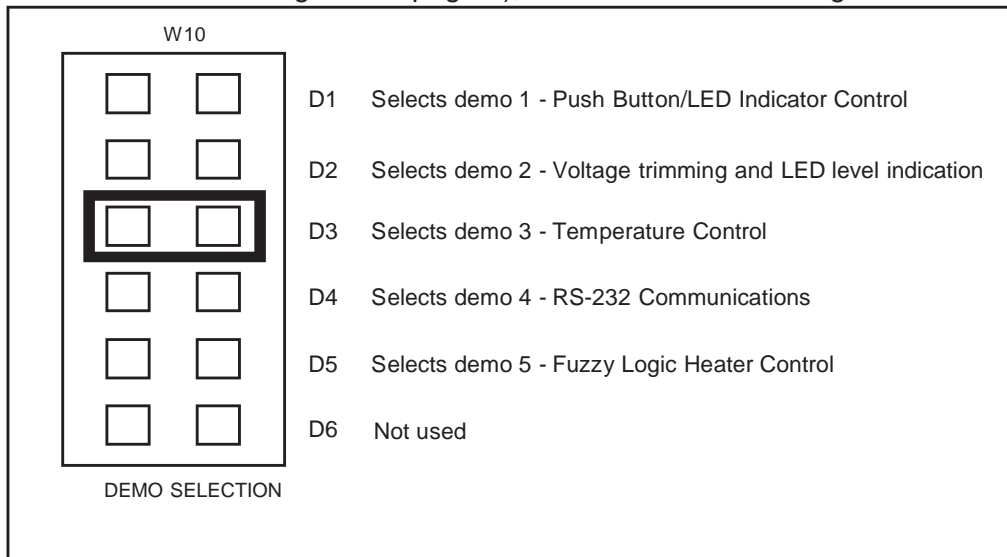 W10
D1 Selects demo 1 - Push Button/LED Indicator Control
D2 Selects demo 2 - Voltage trimming and LED level indication
D3 Selects demo 3 - Temperature Control
D4 Selects demo 4 - RS-232 Communications
D5 Selects demo 5 - Fuzzy Logic Heater Control
D6 Not used
DEMO SELECTION